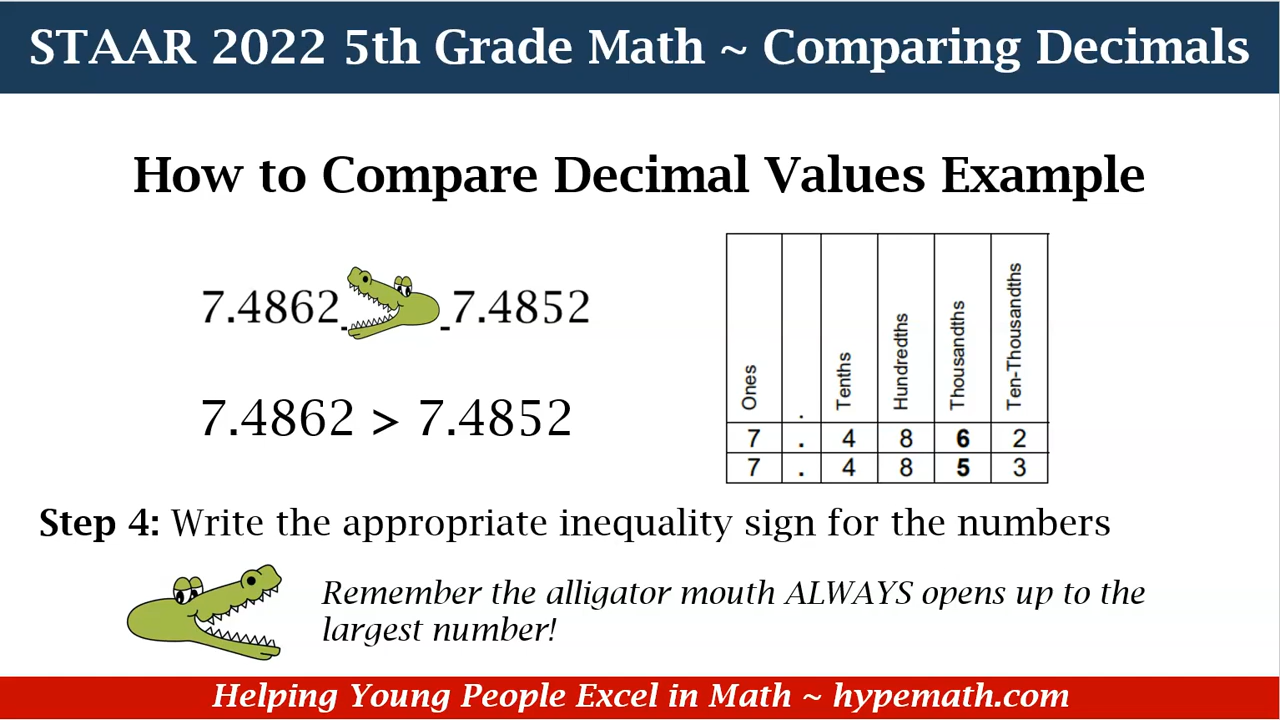 STAAR 2022 5th Grade Math ~ Comparing Decimals
How to Compare Decimal Values Example
7.4862 _ _ 7.4852
7.4862 > 7.4852
Ones . Tenths Hundredths Thousandths Ten-Thousandths
7 . 4 8 6 2
7 . 4 8 5 3
Step 4: Write the appropriate inequality sign for the numbers
Remember the alligator mouth ALWAYS opens up to the
largest number!
Helping Young People Excel in Math ~ hypemath.com